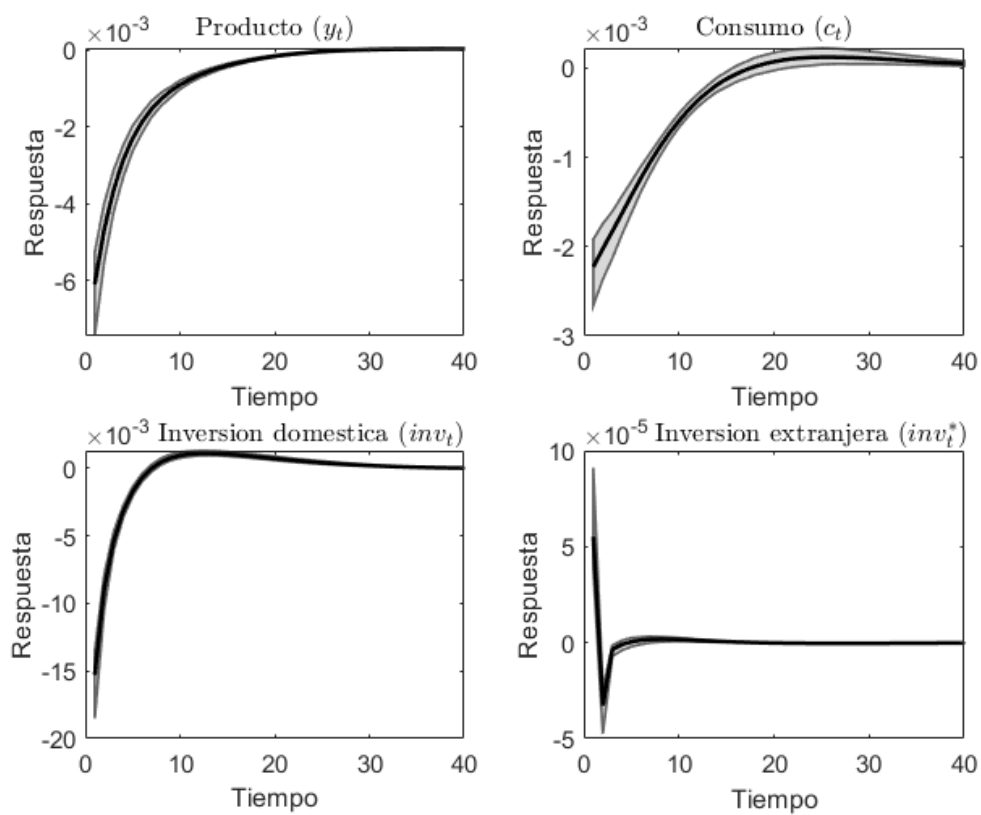 ×10⁻³ Producto (yₜ)
Respuesta
0
-2
-4
-6
0 10 20 30 40
Tiempo
×10⁻³ Consumo (cₜ)
Respuesta
0
-1
-2
-3
0 10 20 30 40
Tiempo
×10⁻³ Inversion domestica (invₜ)
Respuesta
0
-5
-10
-15
-20
0 10 20 30 40
Tiempo
×10⁻⁵ Inversion extranjera (invₜ*)
Respuesta
10
5
0
-5
0 10 20 30 40
Tiempo